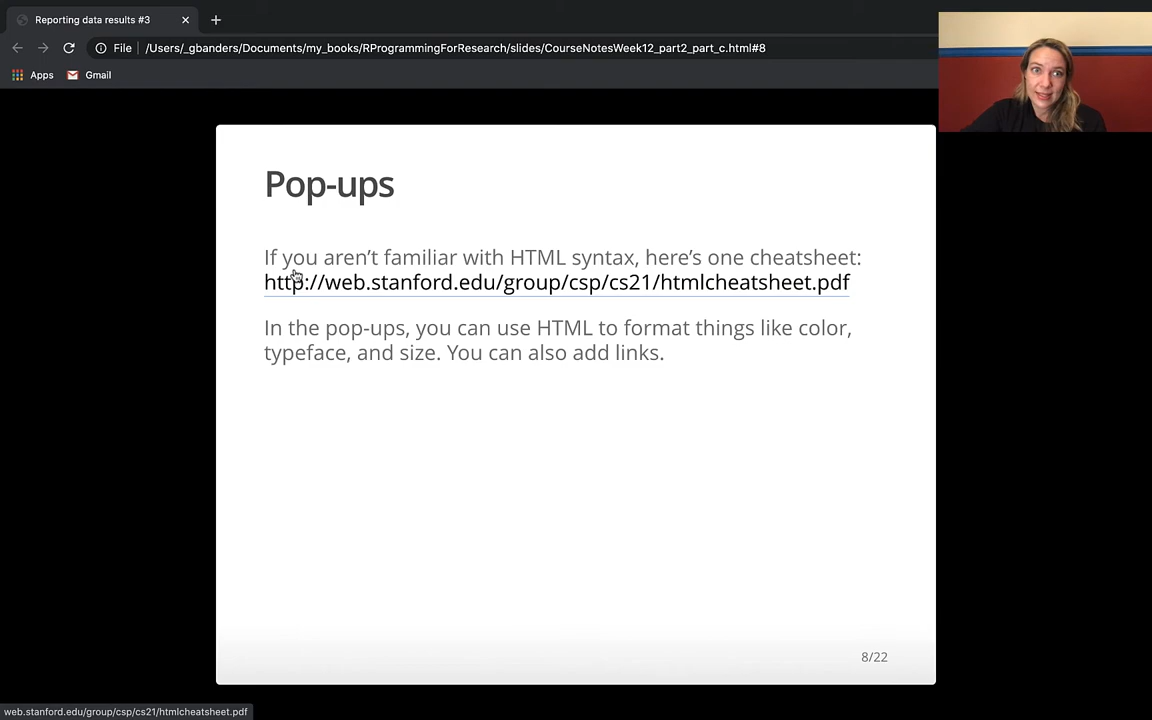 Reporting data results #3
File
/Users/_gbanders/Documents/my_books/RProgrammingForResearch/slides/CourseNotesWeek12_part2_part_c.html#8
Apps
Gmail
Pop-ups
If you aren't familiar with HTML syntax, here's one cheatsheet:
http://web.stanford.edu/group/csp/cs21/htmlcheatsheet.pdf
In the pop-ups, you can use HTML to format things like color,
typeface, and size. You can also add links.
8/22
web.stanford.edu/group/csp/cs21/htmlcheatsheet.pdf